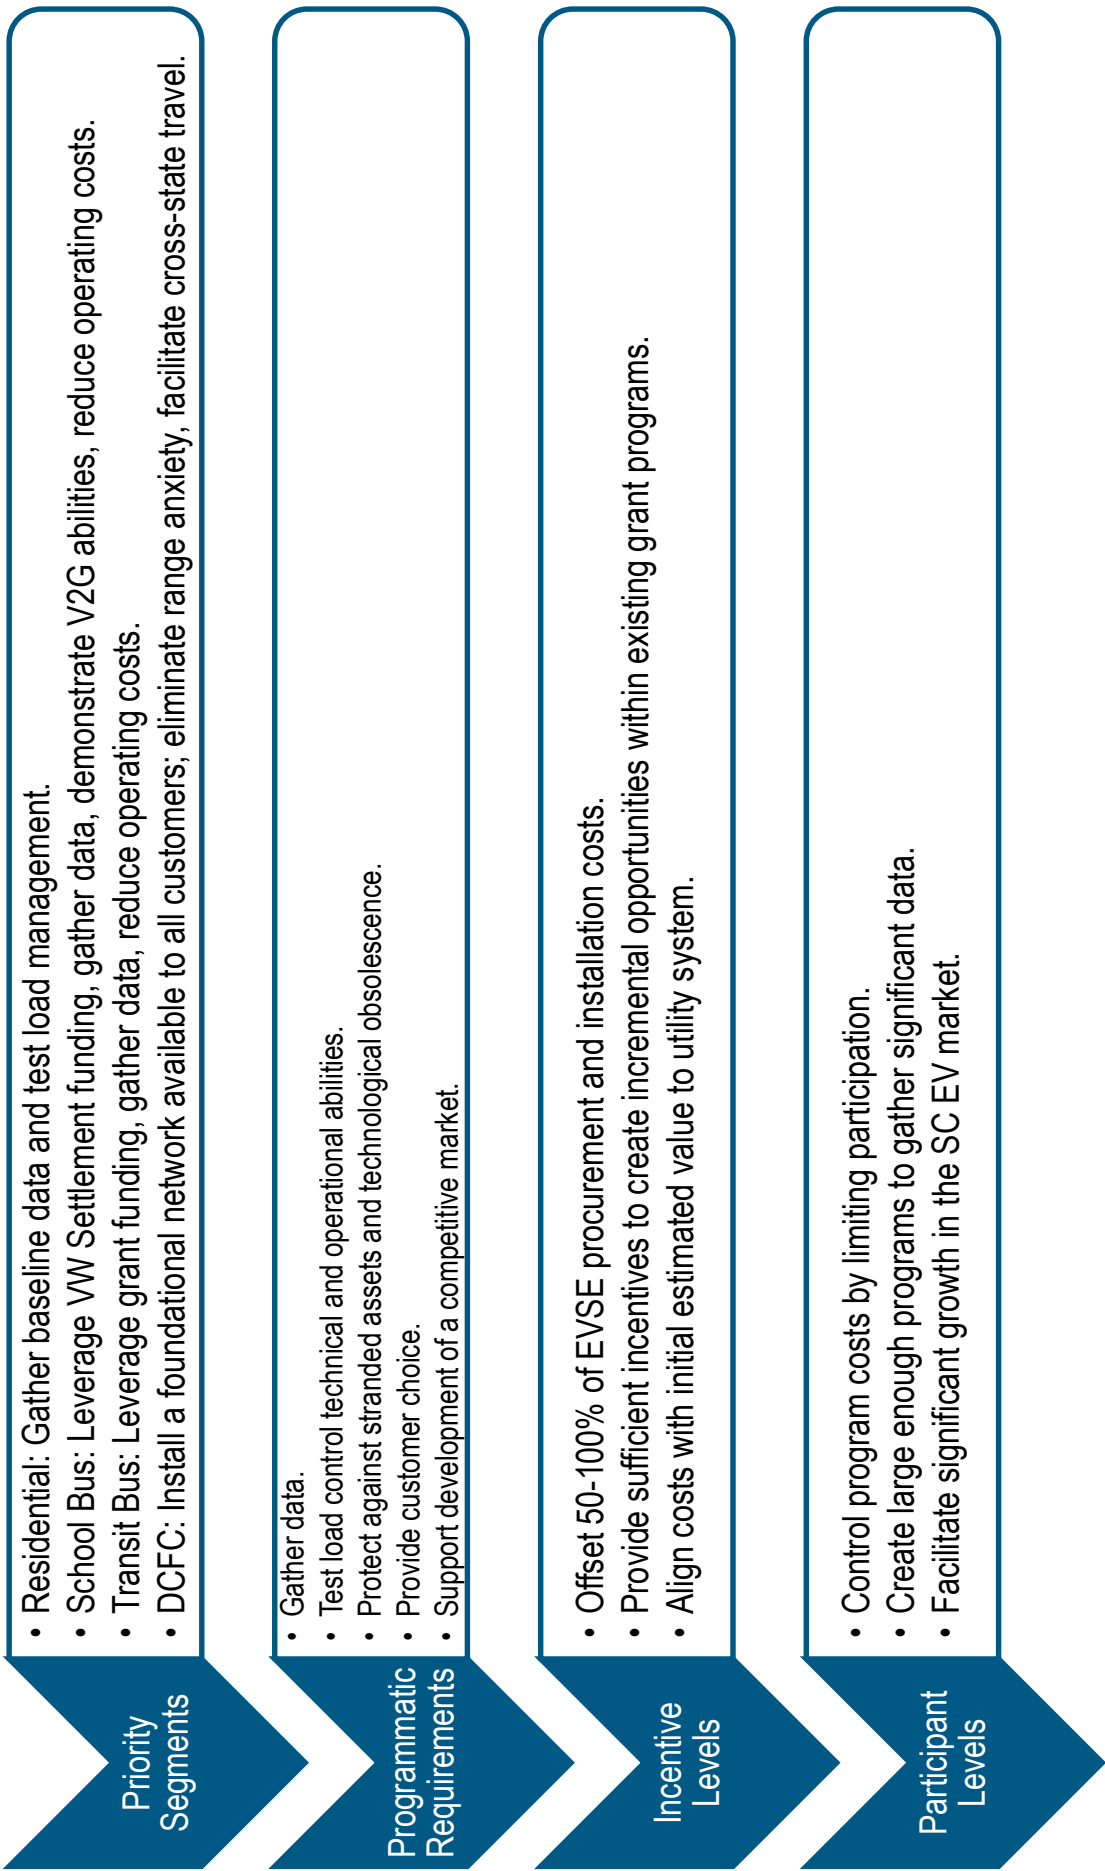 Priority
Segments
• Residential: Gather baseline data and test load management.
• School Bus: Leverage VW Settlement funding, gather data, demonstrate V2G abilities, reduce operating costs.
• Transit Bus: Leverage grant funding, gather data, reduce operating costs.
• DCFC: Install a foundational network available to all customers; eliminate range anxiety, facilitate cross-state travel.
Programmatic
Requirements
• Gather data.
• Test load control technical and operational abilities.
• Protect against stranded assets and technological obsolescence.
• Provide customer choice.
• Support development of a competitive market.
Incentive
Levels
• Offset 50-100% of EVSE procurement and installation costs.
• Provide sufficient incentives to create incremental opportunities within existing grant programs.
• Align costs with initial estimated value to utility system.
Participant
Levels
• Control program costs by limiting participation.
• Create large enough programs to gather significant data.
• Facilitate significant growth in the SC EV market.